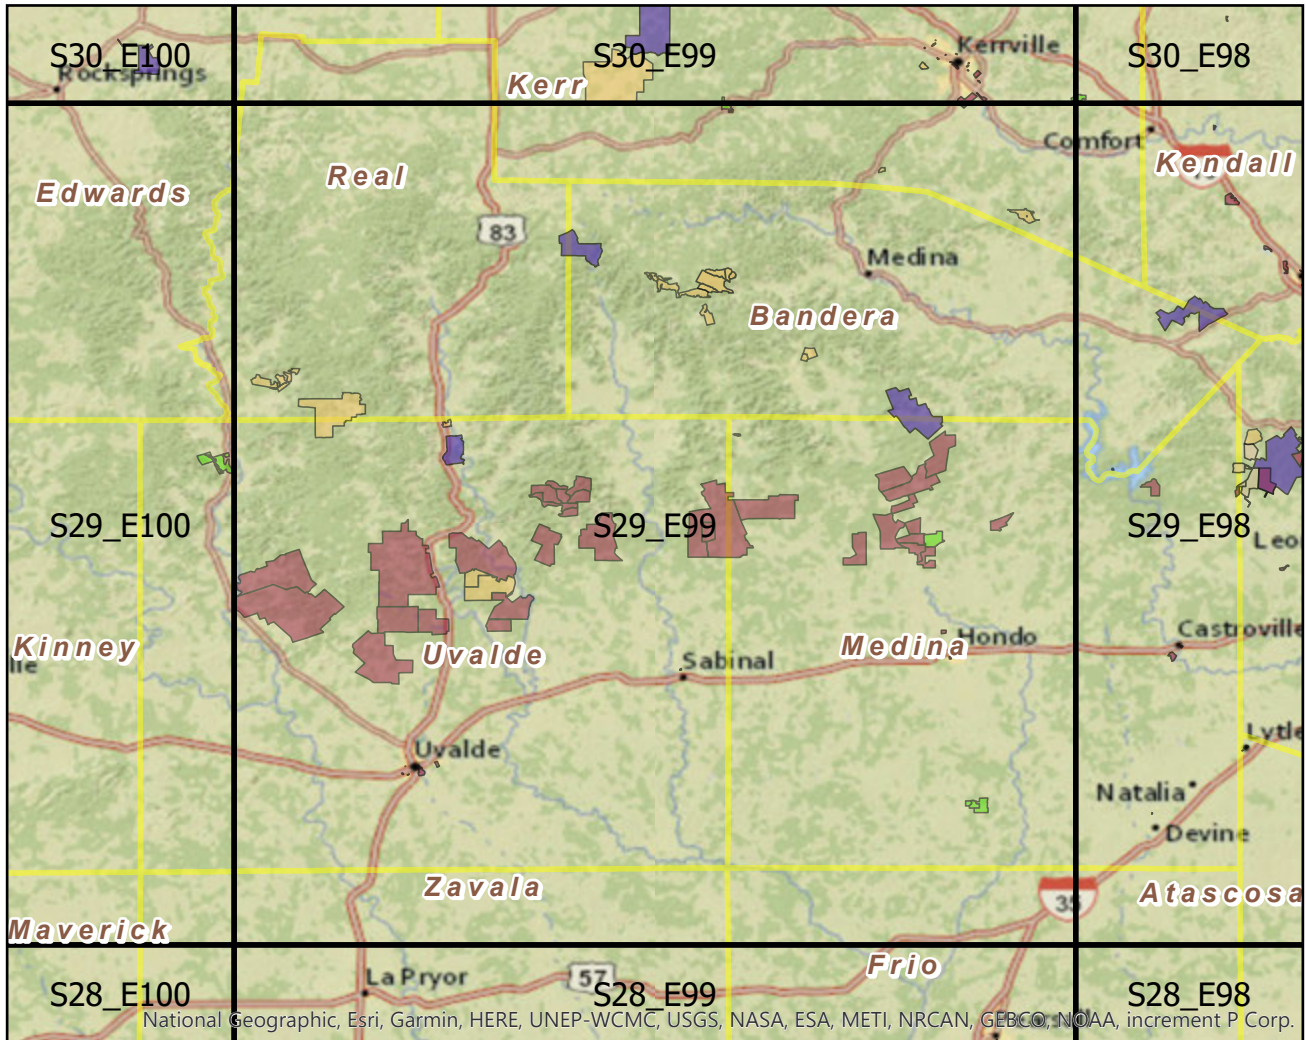 S30_E100
S30_E99
Kerrville
S30_E98
Rocksprings
Kerr
Comfort
Kendall
Real
Edwards
83
Medina
Bandera
S29_E100
S29_E99
S29_E98
Leo
Kinney
lle
Uvalde
Medina
Hondo
Castroville
Sabinal
Uvalde
Lytle
Natalia
Devine
Zavala
Atascosa
35
Maverick
Frio
La Pryor
57
S28_E100
S28_E99
S28_E98
National Geographic, Esri, Garmin, HERE, UNEP-WCMC, USGS, NASA, ESA, METI, NRCAN, GEBCO, NOAA, increment P Corp.